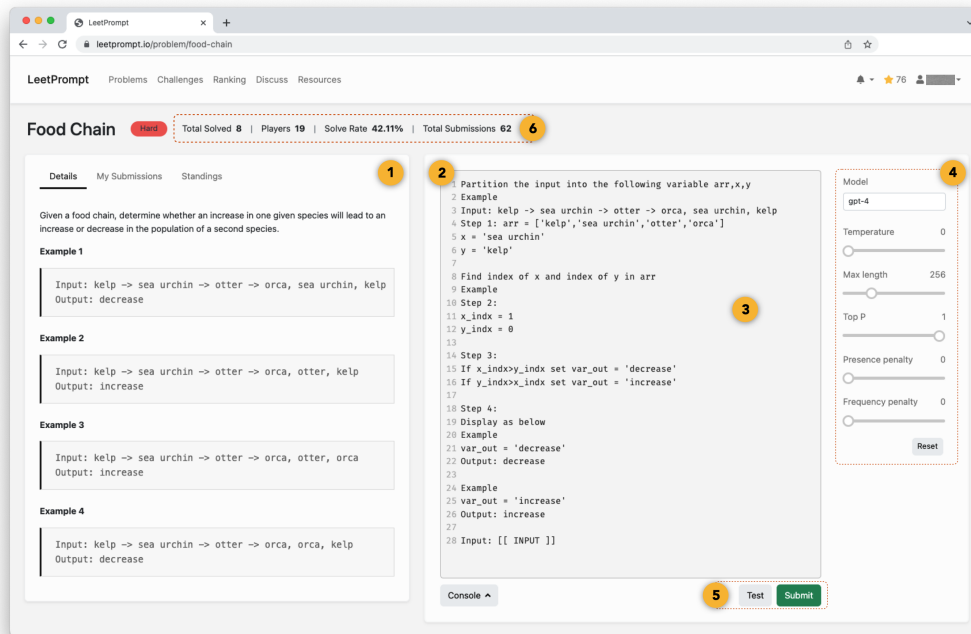 LeetPrompt
leetprompt.io/problem/food-chain
LeetPrompt Problems Challenges Ranking Discuss Resources 76
Food Chain Hard Total Solved 8 | Players 19 | Solve Rate 42.11% | Total Submissions 62 6
Details My Submissions Standings 1
Given a food chain, determine whether an increase in one given species will lead to an
increase or decrease in the population of a second species.
Example 1
Input: kelp -> sea urchin -> otter -> orca, sea urchin, kelp
Output: decrease
Example 2
Input: kelp -> sea urchin -> otter -> orca, otter, kelp
Output: increase
Example 3
Input: kelp -> sea urchin -> otter -> orca, otter, orca
Output: increase
Example 4
Input: kelp -> sea urchin -> otter -> orca, orca, kelp
Output: decrease
2
1 Partition the input into the following variable arr,x,y
2 Example
3 Input: kelp -> sea urchin -> otter -> orca, sea urchin, kelp
4 Step 1: arr = ['kelp','sea urchin','otter','orca']
5 x = 'sea urchin'
6 y = 'kelp'
7
8 Find index of x and index of y in arr
9 Example
10 Step 2:
11 x_indx = 1
12 y_indx = 0
13
14 Step 3:
15 If x_indx>y_indx set var_out = 'decrease'
16 If y_indx>x_indx set var_out = 'increase'
17
18 Step 4:
19 Display as below
20 Example
21 var_out = 'decrease'
22 Output: decrease
23
24 Example
25 var_out = 'increase'
26 Output: increase
27
28 Input: [[ INPUT ]]
3
Console 5 Test Submit
4
Model
gpt-4
Temperature 0
Max length 256
Top P 1
Presence penalty 0
Frequency penalty 0
Reset